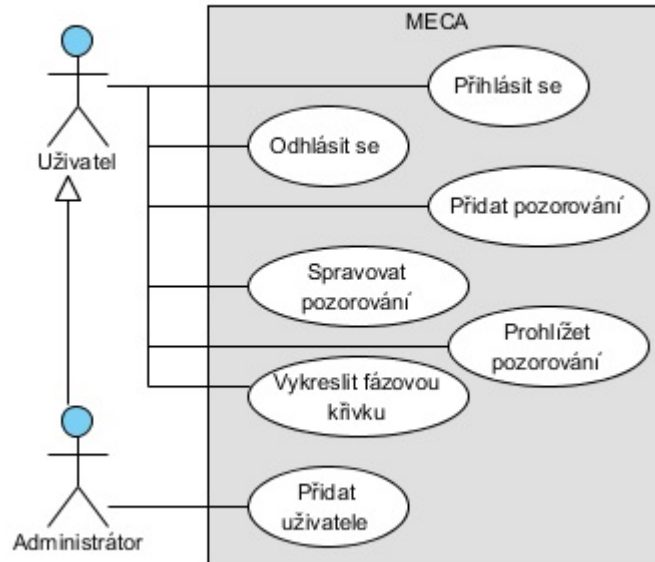 MECA
Přihlásit se
Odhlásit se
Uživatel
Přidat pozorování
Spravovat
pozorování
Prohlížet
pozorování
Vykreslit fázovou
křivku
Přidat
uživatele
Administrátor